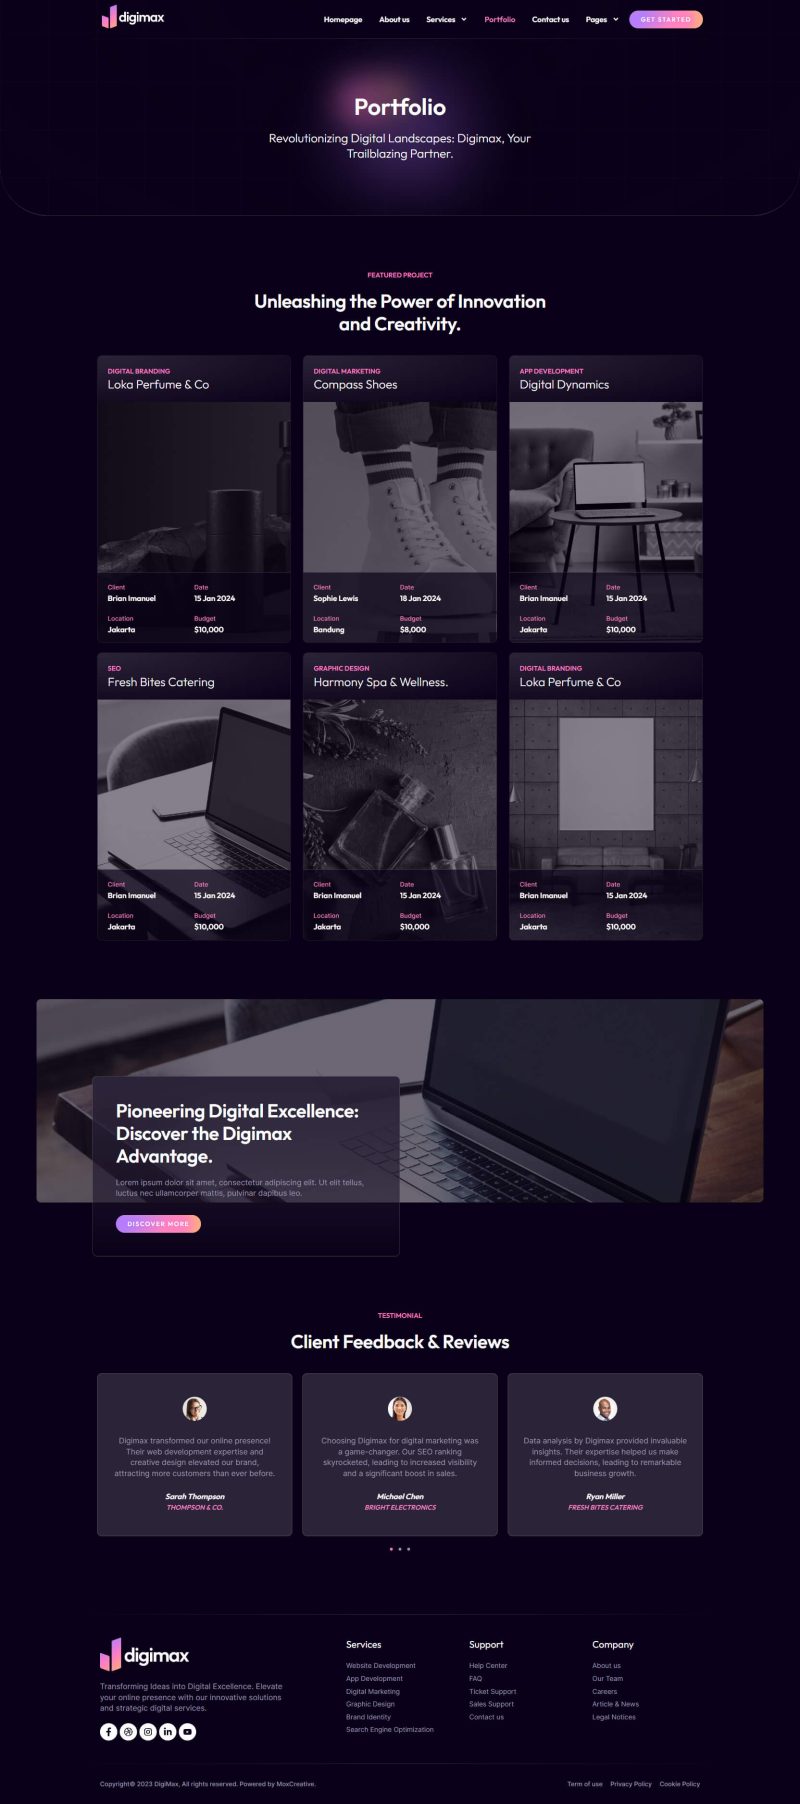 digimax
Homepage About us Services Portfolio Contact us Pages GET STARTED
Portfolio
Revolutionizing Digital Landscapes: Digimax, Your
Trailblazing Partner.
FEATURED PROJECT
Unleashing the Power of Innovation
and Creativity.
DIGITAL BRANDING
Loka Perfume & Co
Client Date
Brian Imanuel 15 Jan 2024
Location Budget
Jakarta $10,000
DIGITAL MARKETING
Compass Shoes
Client Date
Sophie Lewis 18 Jan 2024
Location Budget
Bandung $8,000
APP DEVELOPMENT
Digital Dynamics
Client Date
Brian Imanuel 15 Jan 2024
Location Budget
Jakarta $10,000
SEO
Fresh Bites Catering
Client Date
Brian Imanuel 15 Jan 2024
Location Budget
Jakarta $10,000
GRAPHIC DESIGN
Harmony Spa & Wellness.
Client Date
Brian Imanuel 15 Jan 2024
Location Budget
Jakarta $10,000
DIGITAL BRANDING
Loka Perfume & Co
Client Date
Brian Imanuel 15 Jan 2024
Location Budget
Jakarta $10,000
Pioneering Digital Excellence:
Discover the Digimax
Advantage.
Lorem ipsum dolor sit amet, consectetur adipiscing elit. Ut elit tellus,
luctus nec ullamcorper mattis, pulvinar dapibus leo.
DISCOVER MORE
TESTIMONIAL
Client Feedback & Reviews
Digimax transformed our online presence!
Their web development expertise and
creative design elevated our brand,
attracting more customers than ever before.
Sarah Thompson
THOMPSON & CO.
Choosing Digimax for digital marketing was
a game-changer. Our SEO ranking
skyrocketed, leading to increased visibility
and a significant boost in sales.
Michael Chen
BRIGHT ELECTRONICS
Data analysis by Digimax provided invaluable
insights. Their expertise helped us make
informed decisions, leading to remarkable
business growth.
Ryan Miller
FRESH BITES CATERING
digimax
Transforming Ideas into Digital Excellence. Elevate
your online presence with our innovative solutions
and strategic digital services.
Services
Website Development
App Development
Digital Marketing
Graphic Design
Brand Identity
Search Engine Optimization
Support
Help Center
FAQ
Ticket Support
Sales Support
Contact us
Company
About us
Our Team
Careers
Article & News
Legal Notices
Copyright© 2023 DigiMax, All rights reserved. Powered by MoxCreative.
Term of use Privacy Policy Cookie Policy